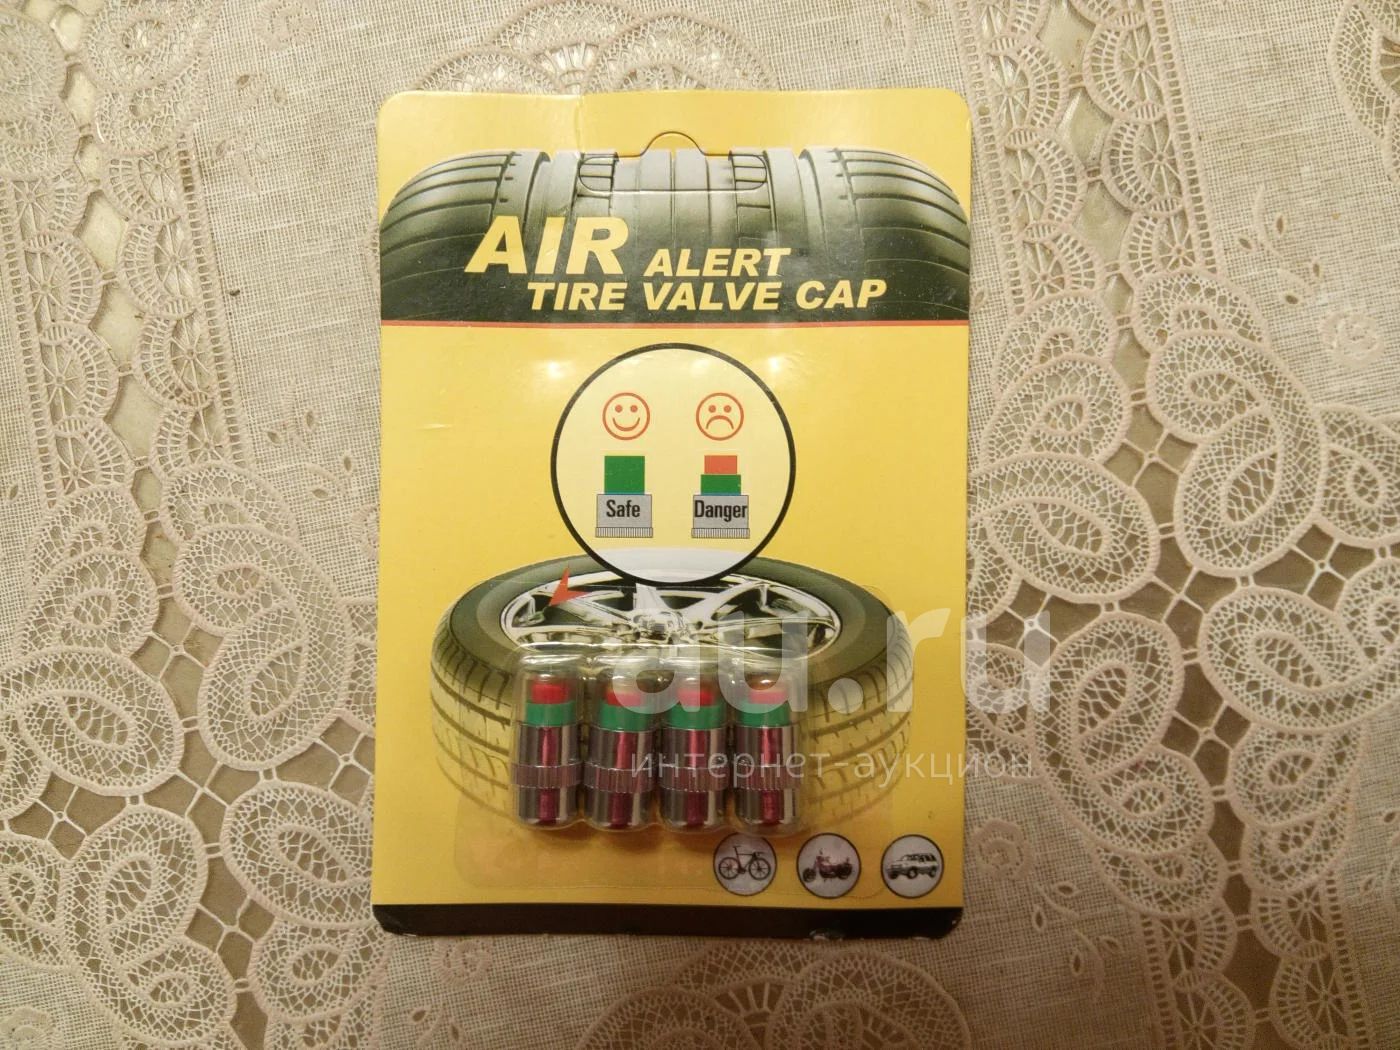 AIR ALERT
TIRE VALVE CAP
Safe
Danger
au.ru
интернет-аукцион